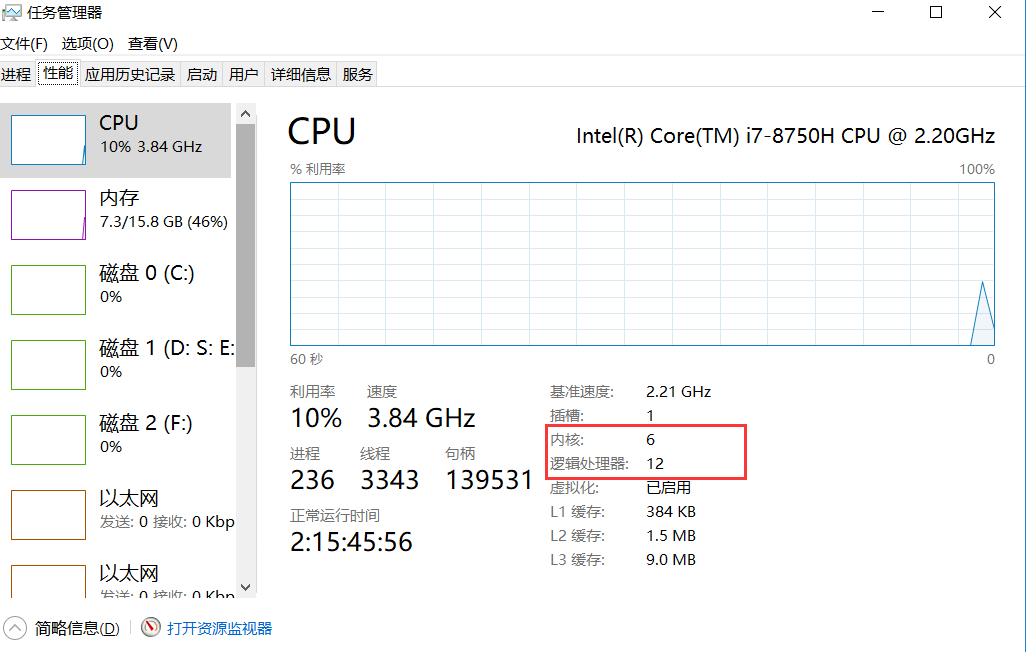 任务管理器
文件(F) 选项(O) 查看(V)
进程 性能 应用历史记录 启动 用户 详细信息 服务
CPU
10% 3.84 GHz
内存
7.3/15.8 GB (46%)
磁盘 0 (C:)
0%
磁盘 1 (D: S: E:
0%
磁盘 2 (F:)
0%
以太网
发送: 0 接收: 0 Kbp
以太网
发送: 0 接收: 0 Kbp
CPU
Intel(R) Core(TM) i7-8750H CPU @ 2.20GHz
% 利用率 100%
60 秒 0
利用率 速度
10% 3.84 GHz
进程 线程 句柄
236 3343 139531
正常运行时间
2:15:45:56
基准速度: 2.21 GHz
插槽: 1
内核: 6
逻辑处理器: 12
虚拟化: 已启用
L1 缓存: 384 KB
L2 缓存: 1.5 MB
L3 缓存: 9.0 MB
简略信息(D) 打开资源监视器